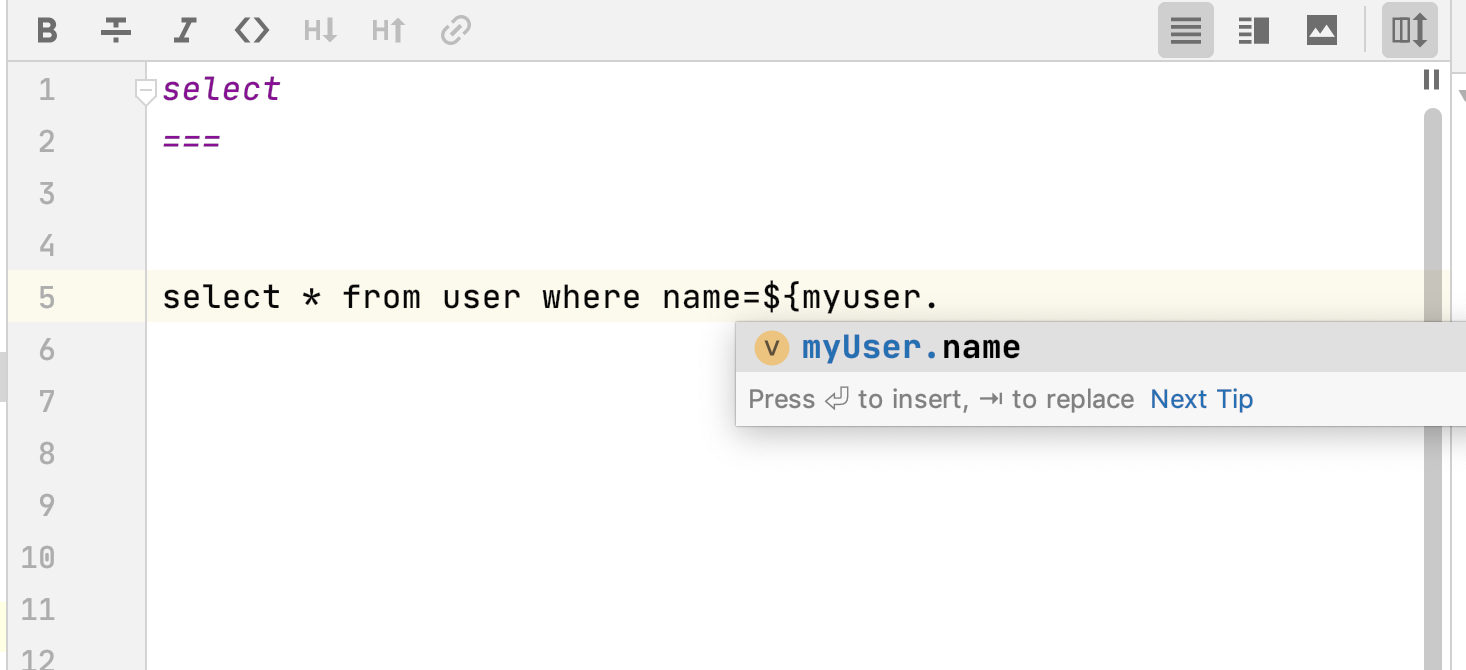 B I <> H↓ H↑
1 select
2 ===
3
4
5 select * from user where name=${myuser.
V myUser.name
6
Press ⏎ to insert, ⇥ to replace Next Tip
7
8
9
10
11
12